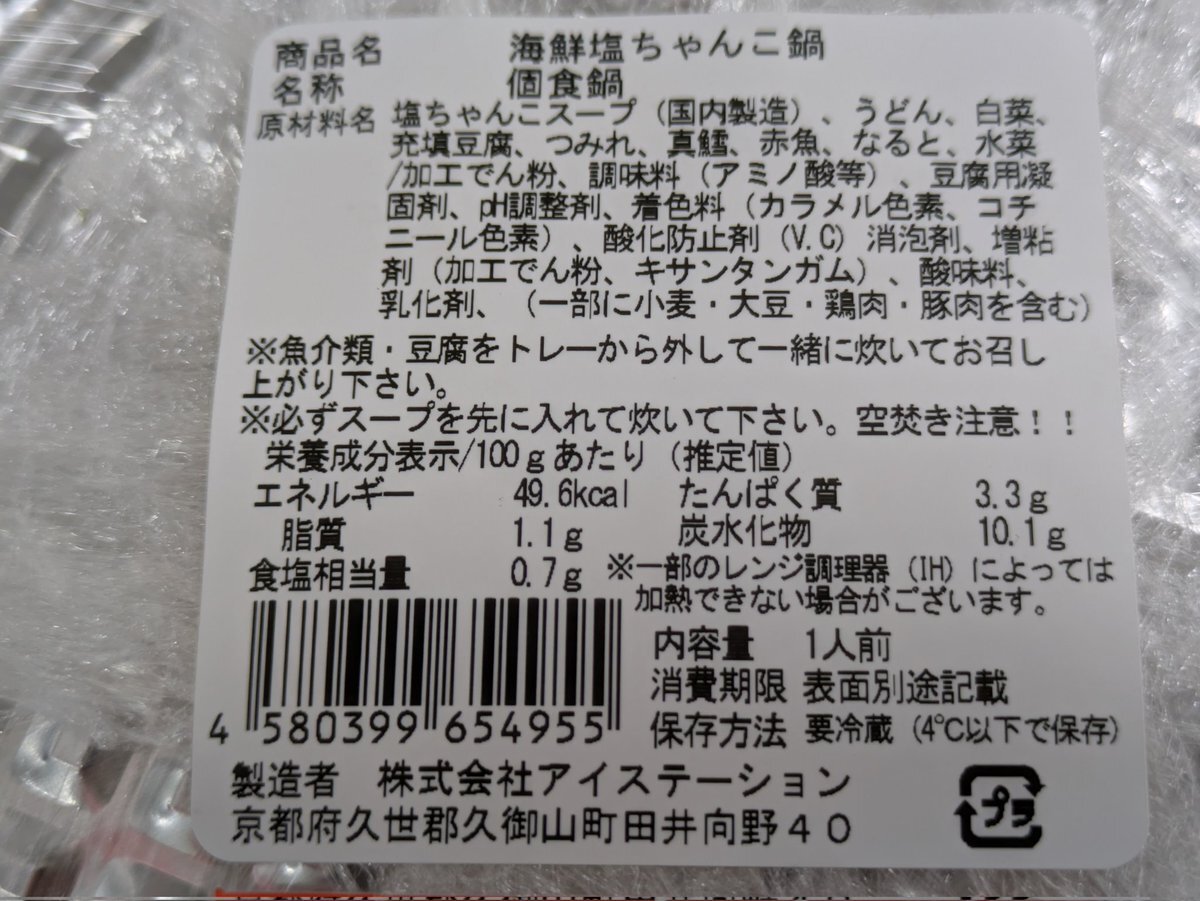 商品名 海鮮塩ちゃんこ鍋
名称 個食鍋
原材料名 塩ちゃんこスープ（国内製造）、うどん、白菜、
充填豆腐、つみれ、真鱈、赤魚、なると、水菜
/加工でん粉、調味料（アミノ酸等）、豆腐用凝
固剤、pH調整剤、着色料（カラメル色素、コチ
ニール色素）、酸化防止剤（V.C）消泡剤、増粘
剤（加工でん粉、キサンタンガム）、酸味料、
乳化剤、（一部に小麦・大豆・鶏肉・豚肉を含む）
※魚介類・豆腐をトレーから外して一緒に炊いてお召し
上がり下さい。
※必ずスープを先に入れて炊いて下さい。空焚き注意！！
栄養成分表示/100gあたり（推定値）
エネルギー 49.6kcal たんぱく質 3.3g
脂質 1.1g 炭水化物 10.1g
食塩相当量 0.7g ※一部のレンジ調理器（IH）によっては
加熱できない場合がございます。
内容量 1人前
消費期限 表面別途記載
保存方法 要冷蔵（4℃以下で保存）
4 580399 654955
製造者 株式会社アイステーション
京都府久世郡久御山町田井向野40
プラ